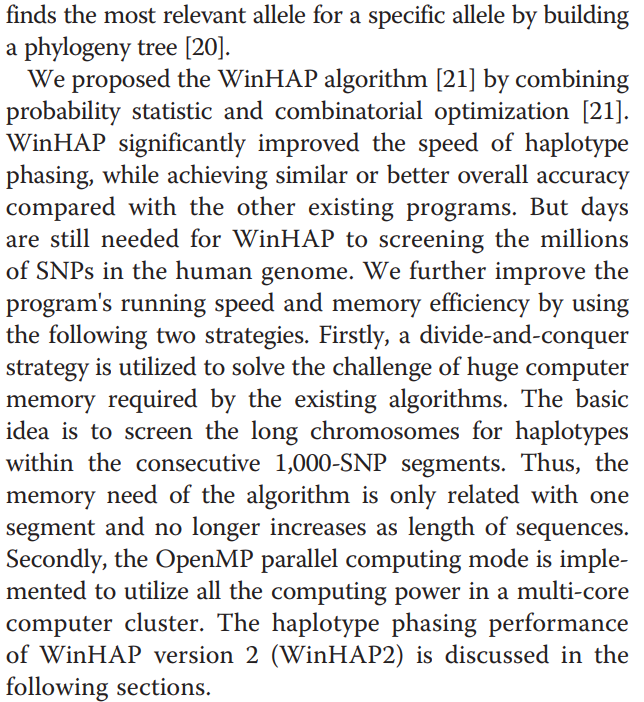 finds the most relevant allele for a specific allele by building
a phylogeny tree [20].
We proposed the WinHAP algorithm [21] by combining
probability statistic and combinatorial optimization [21].
WinHAP significantly improved the speed of haplotype
phasing, while achieving similar or better overall accuracy
compared with the other existing programs. But days
are still needed for WinHAP to screening the millions
of SNPs in the human genome. We further improve the
program's running speed and memory efficiency by using
the following two strategies. Firstly, a divide-and-conquer
strategy is utilized to solve the challenge of huge computer
memory required by the existing algorithms. The basic
idea is to screen the long chromosomes for haplotypes
within the consecutive 1,000-SNP segments. Thus, the
memory need of the algorithm is only related with one
segment and no longer increases as length of sequences.
Secondly, the OpenMP parallel computing mode is imple-
mented to utilize all the computing power in a multi-core
computer cluster. The haplotype phasing performance
of WinHAP version 2 (WinHAP2) is discussed in the
following sections.